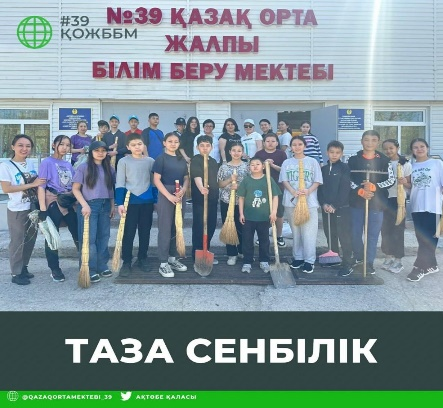 #39
ҚОЖББМ
№39 ҚАЗАҚ ОРТА
ЖАЛПЫ
БІЛІМ БЕРУ МЕКТЕБІ
ТАЗА СЕНБІЛІК
@QAZAQORTAMEKTEBI_39
АҚТӨБЕ ҚАЛАСЫ